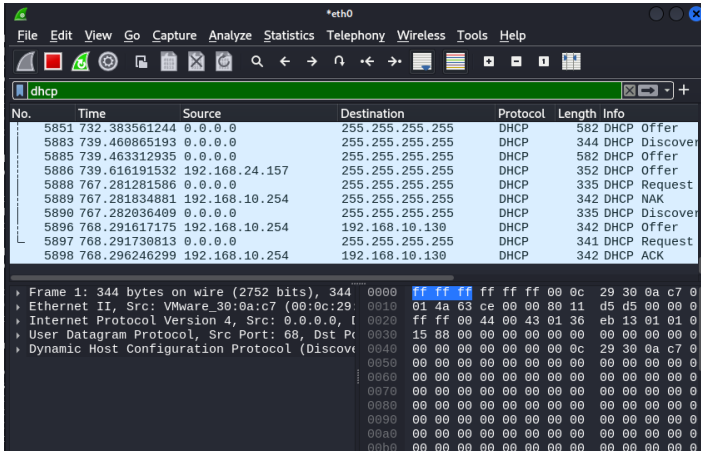 *eth0
File Edit View Go Capture Analyze Statistics Telephony Wireless Tools Help
dhcp
No. Time Source Destination Protocol Length Info
5851 732.383561244 0.0.0.0 255.255.255.255 DHCP 582 DHCP Offer
5883 739.460865193 0.0.0.0 255.255.255.255 DHCP 344 DHCP Discover
5885 739.463312935 0.0.0.0 255.255.255.255 DHCP 582 DHCP Offer
5886 739.616191532 192.168.24.157 255.255.255.255 DHCP 352 DHCP Offer
5888 767.281281586 0.0.0.0 255.255.255.255 DHCP 335 DHCP Request
5889 767.281834881 192.168.10.254 255.255.255.255 DHCP 342 DHCP NAK
5890 767.282036409 0.0.0.0 255.255.255.255 DHCP 335 DHCP Discover
5896 768.291617175 192.168.10.254 192.168.10.130 DHCP 342 DHCP Offer
5897 768.291730813 0.0.0.0 255.255.255.255 DHCP 341 DHCP Request
5898 768.296246299 192.168.10.254 192.168.10.130 DHCP 342 DHCP ACK
Frame 1: 344 bytes on wire (2752 bits), 344
Ethernet II, Src: VMware_30:0a:c7 (00:0c:29:
Internet Protocol Version 4, Src: 0.0.0.0, D
User Datagram Protocol, Src Port: 68, Dst Po
Dynamic Host Configuration Protocol (Discove
0000 ff ff ff ff ff ff 00 0c 29 30 0a c7 0
0010 01 4a 63 ce 00 00 80 11 d5 d5 00 00 0
0020 ff ff 00 44 00 43 01 36 eb 13 01 01 0
0030 15 88 00 00 00 00 00 00 00 00 00 00 0
0040 00 00 00 00 00 00 00 0c 29 30 0a c7 0
0050 00 00 00 00 00 00 00 00 00 00 00 00 0
0060 00 00 00 00 00 00 00 00 00 00 00 00 0
0070 00 00 00 00 00 00 00 00 00 00 00 00 0
0080 00 00 00 00 00 00 00 00 00 00 00 00 0
0090 00 00 00 00 00 00 00 00 00 00 00 00 0
00a0 00 00 00 00 00 00 00 00 00 00 00 00 0
00b0 00 00 00 00 00 00 00 00 00 00 00 00 0